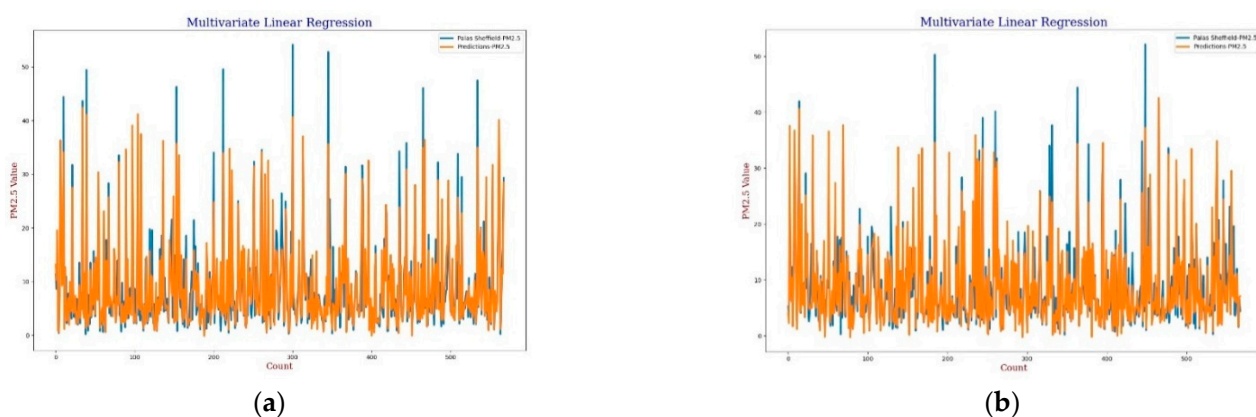 Multivariate Linear Regression
Palas Sheffield-PM2.5
Predictions-PM2.5
PM2.5 Value
50
40
30
20
10
0
0
100
200
300
400
500
Count
(a)
Multivariate Linear Regression
Palas Sheffield-PM2.5
Predictions-PM2.5
PM2.5 Value
50
40
30
20
10
0
0
100
200
300
400
500
Count
(b)